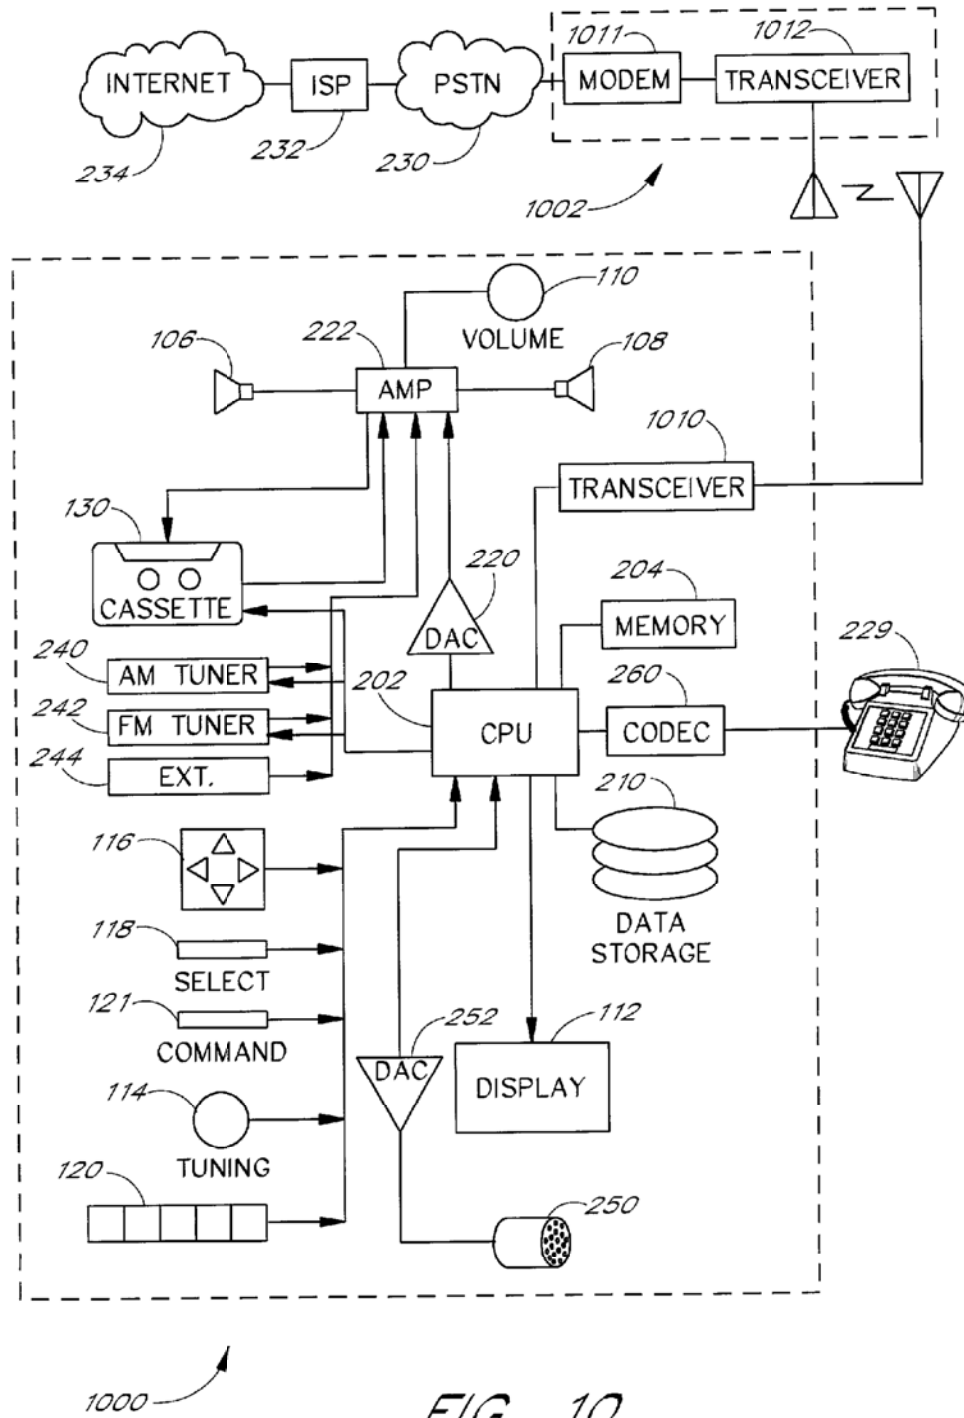 1011
1012
INTERNET
ISP
PSTN
MODEM
TRANSCEIVER
234
232
230
1002
110
VOLUME
106
222
108
AMP
1010
TRANSCEIVER
130
CASSETTE
220
DAC
204
MEMORY
229
240
AM TUNER
202
260
242
FM TUNER
CPU
CODEC
244
EXT.
210
116
DATA
STORAGE
118
SELECT
121
COMMAND
252
DAC
112
DISPLAY
114
TUNING
120
250
1000
FIG. 10